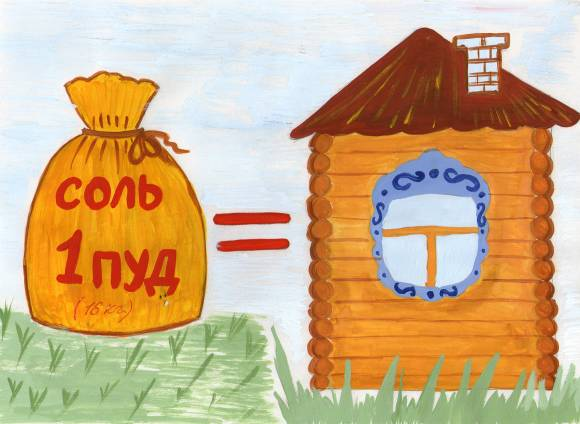 соль
1 пуд
(16 кг)
=